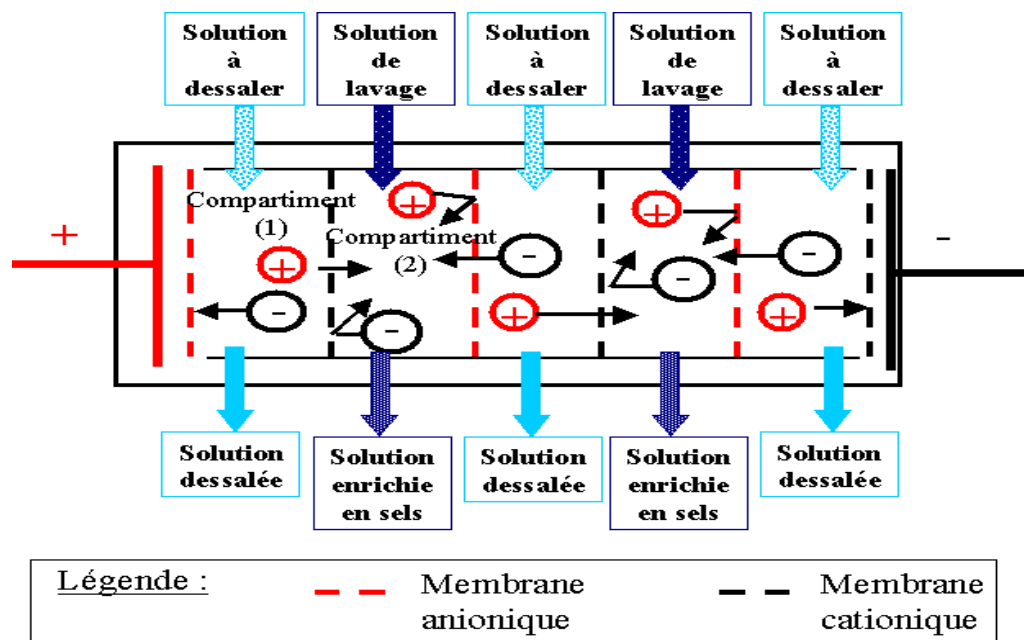 Solution
à
dessaler
Solution
de
lavage
Solution
à
dessaler
Solution
de
lavage
Solution
à
dessaler
+
-
Compartiment
(1)
Compartiment
(2)
+
+
-
-
+
-
+
+
-
-
+
Solution
dessalée
Solution
enrichie
en sels
Solution
dessalée
Solution
enrichie
en sels
Solution
dessalée
Légende :
Membrane
anionique
Membrane
cationique